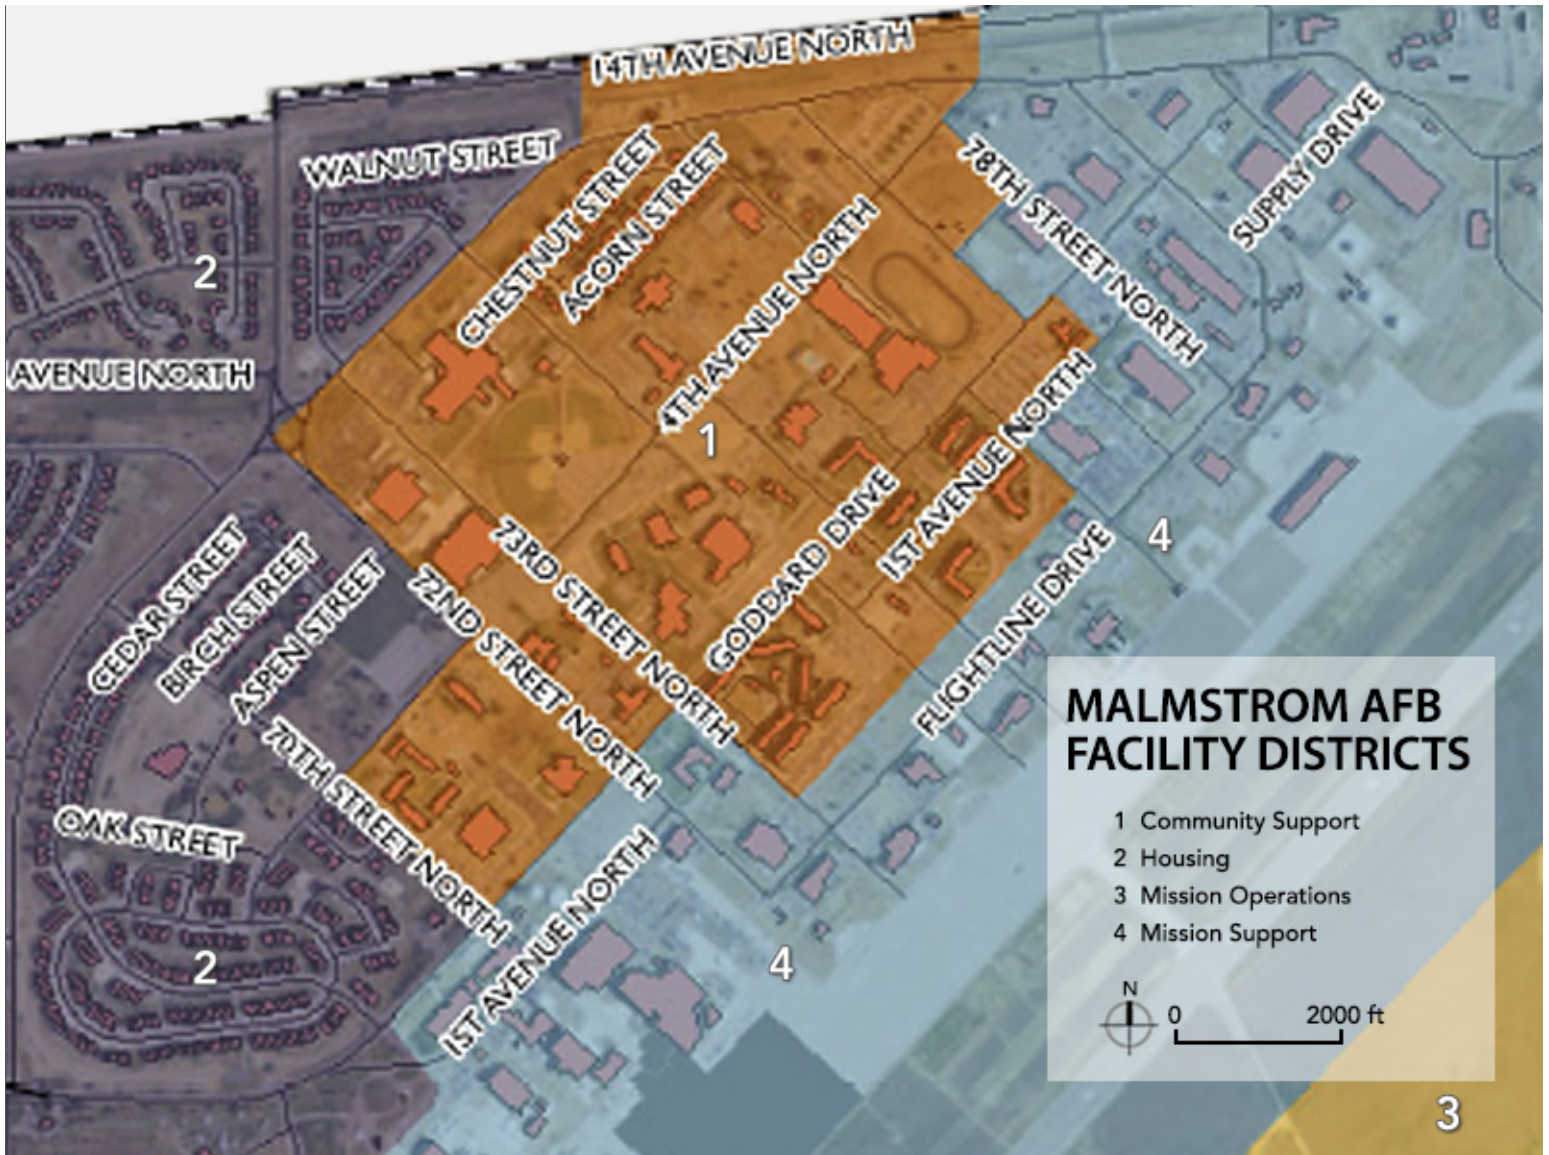 14TH AVENUE NORTH
WALNUT STREET
CHESTNUT STREET
ACORN STREET
78TH STREET NORTH
SUPPLY DRIVE
2
4TH AVENUE NORTH
AVENUE NORTH
1
1ST AVENUE NORTH
GODDARD DRIVE
4
73RD STREET NORTH
72ND STREET NORTH
FLIGHTLINE DRIVE
CEDAR STREET
BIRCH STREET
ASPEN STREET
70TH STREET NORTH
OAK STREET
1ST AVENUE NORTH
2
4
MALMSTROM AFB
FACILITY DISTRICTS
1 Community Support
2 Housing
3 Mission Operations
4 Mission Support
N
0 2000 ft
3